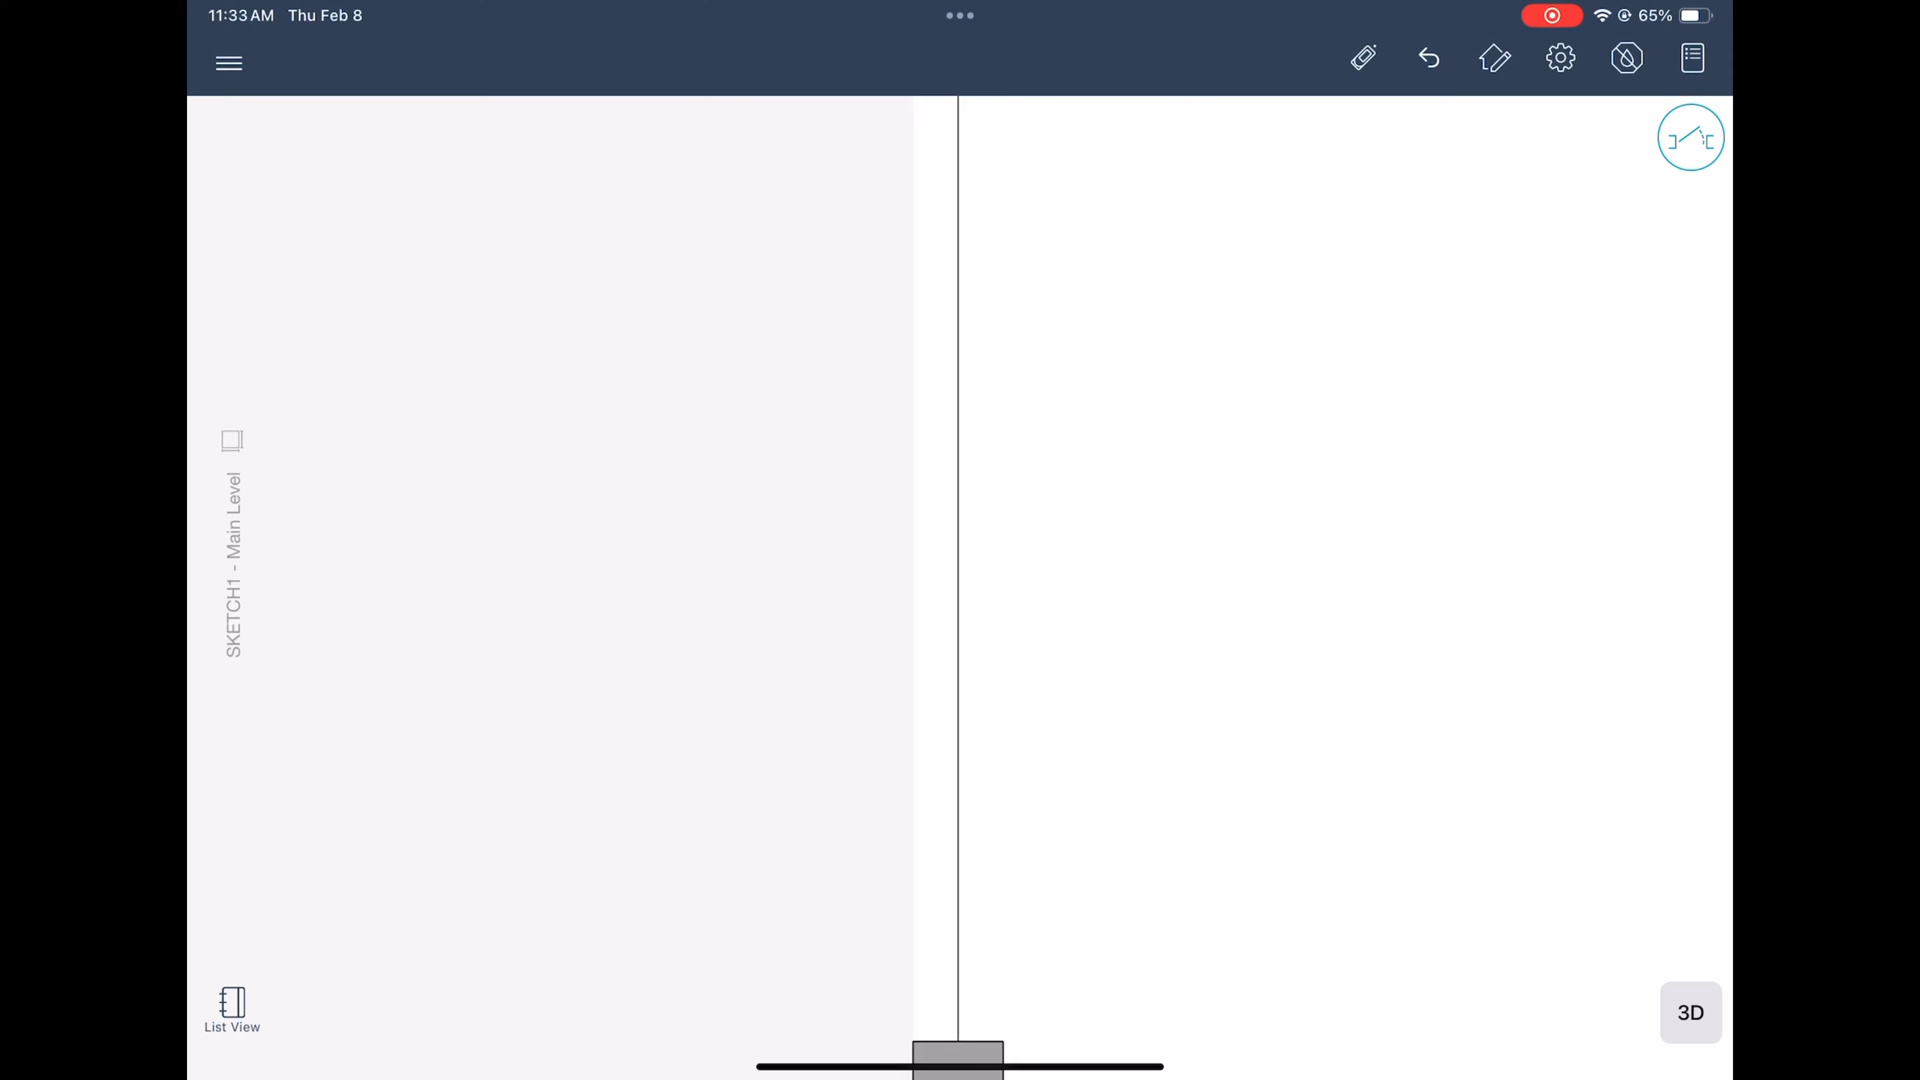 11:33 AM Thu Feb 8
65%
SKETCH1 - Main Level
List View
3D